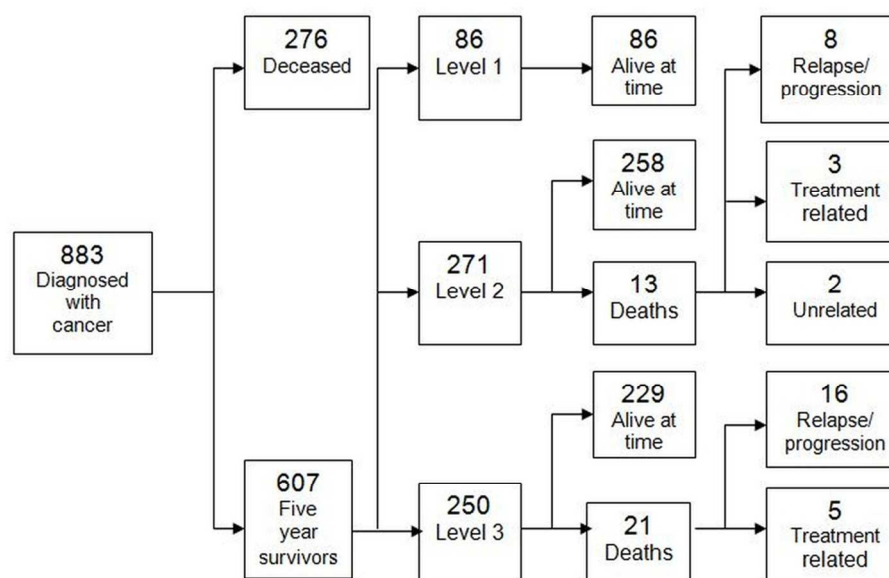 276
Deceased
86
Level 1
86
Alive at
time
8
Relapse/
progression
258
Alive at
time
3
Treatment
related
883
Diagnosed
with
cancer
271
Level 2
13
Deaths
2
Unrelated
229
Alive at
time
16
Relapse/
progression
607
Five
year
survivors
250
Level 3
21
Deaths
5
Treatment
related